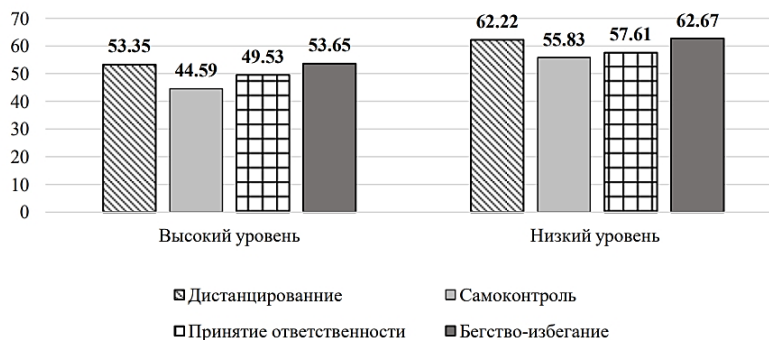 70
60
50
40
30
20
10
0
53.35
44.59
49.53
53.65
62.22
55.83
57.61
62.67
Высокий уровень
Низкий уровень
Дистанцированние
Самоконтроль
Принятие ответственности
Бегство-избегание